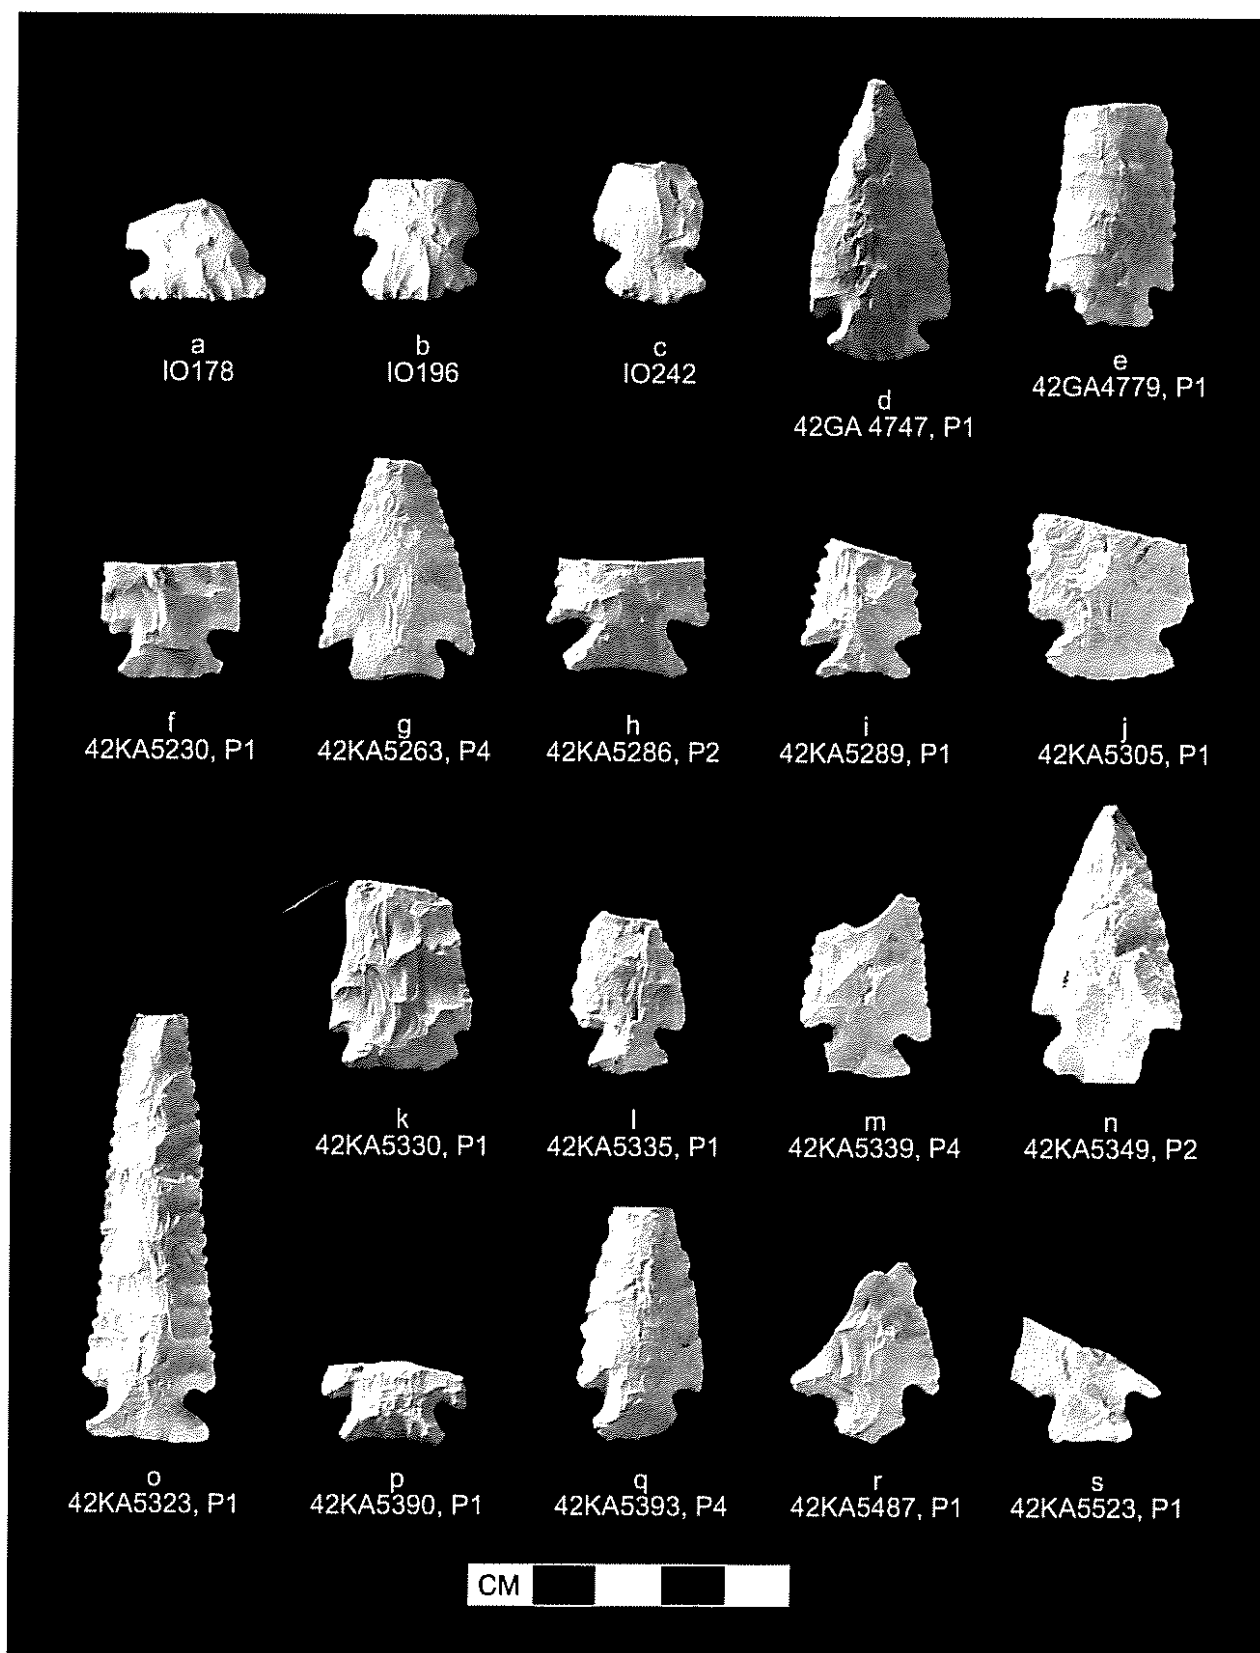 a
IO178
b
IO196
c
IO242
d
42GA 4747, P1
e
42GA4779, P1
f
42KA5230, P1
g
42KA5263, P4
h
42KA5286, P2
i
42KA5289, P1
j
42KA5305, P1
k
42KA5330, P1
l
42KA5335, P1
m
42KA5339, P4
n
42KA5349, P2
o
42KA5323, P1
p
42KA5390, P1
q
42KA5393, P4
r
42KA5487, P1
s
42KA5523, P1
CM